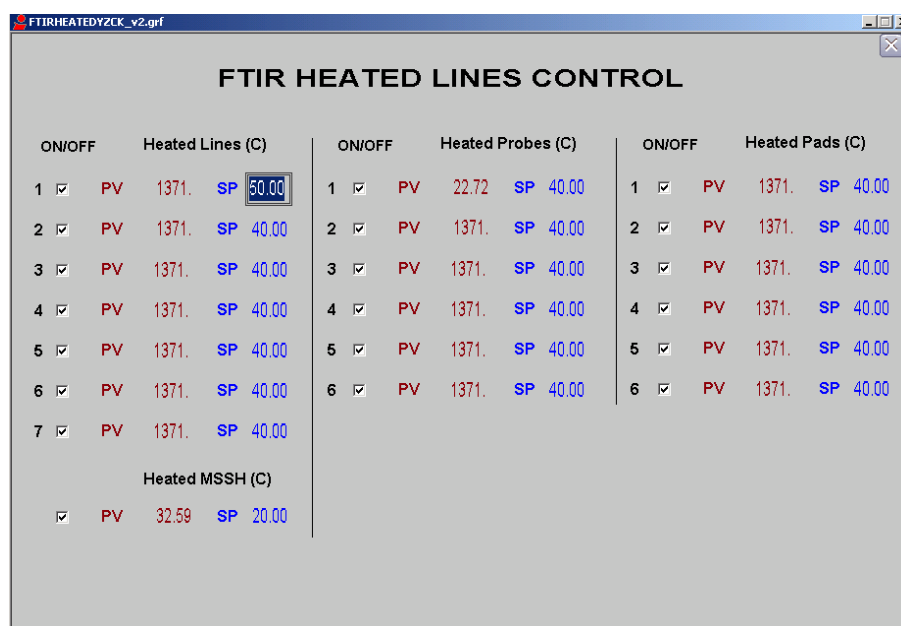 FTIRHEATEDYZCK_v2.grf
FTIR HEATED LINES CONTROL
ON/OFF Heated Lines (C) ON/OFF Heated Probes (C) ON/OFF Heated Pads (C)
1 PV 1371. SP 50.00 1 PV 22.72 SP 40.00 1 PV 1371. SP 40.00
2 PV 1371. SP 40.00 2 PV 1371. SP 40.00 2 PV 1371. SP 40.00
3 PV 1371. SP 40.00 3 PV 1371. SP 40.00 3 PV 1371. SP 40.00
4 PV 1371. SP 40.00 4 PV 1371. SP 40.00 4 PV 1371. SP 40.00
5 PV 1371. SP 40.00 5 PV 1371. SP 40.00 5 PV 1371. SP 40.00
6 PV 1371. SP 40.00 6 PV 1371. SP 40.00 6 PV 1371. SP 40.00
7 PV 1371. SP 40.00
Heated MSSH (C)
PV 32.59 SP 20.00